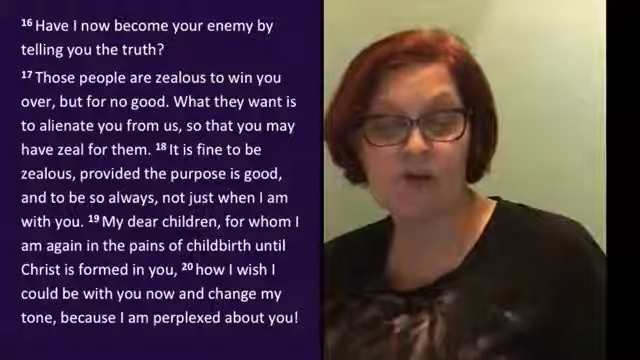 16 Have I now become your enemy by
telling you the truth?
17 Those people are zealous to win you
over, but for no good. What they want is
to alienate you from us, so that you may
have zeal for them. 18 It is fine to be
zealous, provided the purpose is good,
and to be so always, not just when I am
with you. 19 My dear children, for whom I
am again in the pains of childbirth until
Christ is formed in you, 20 how I wish I
could be with you now and change my
tone, because I am perplexed about you!